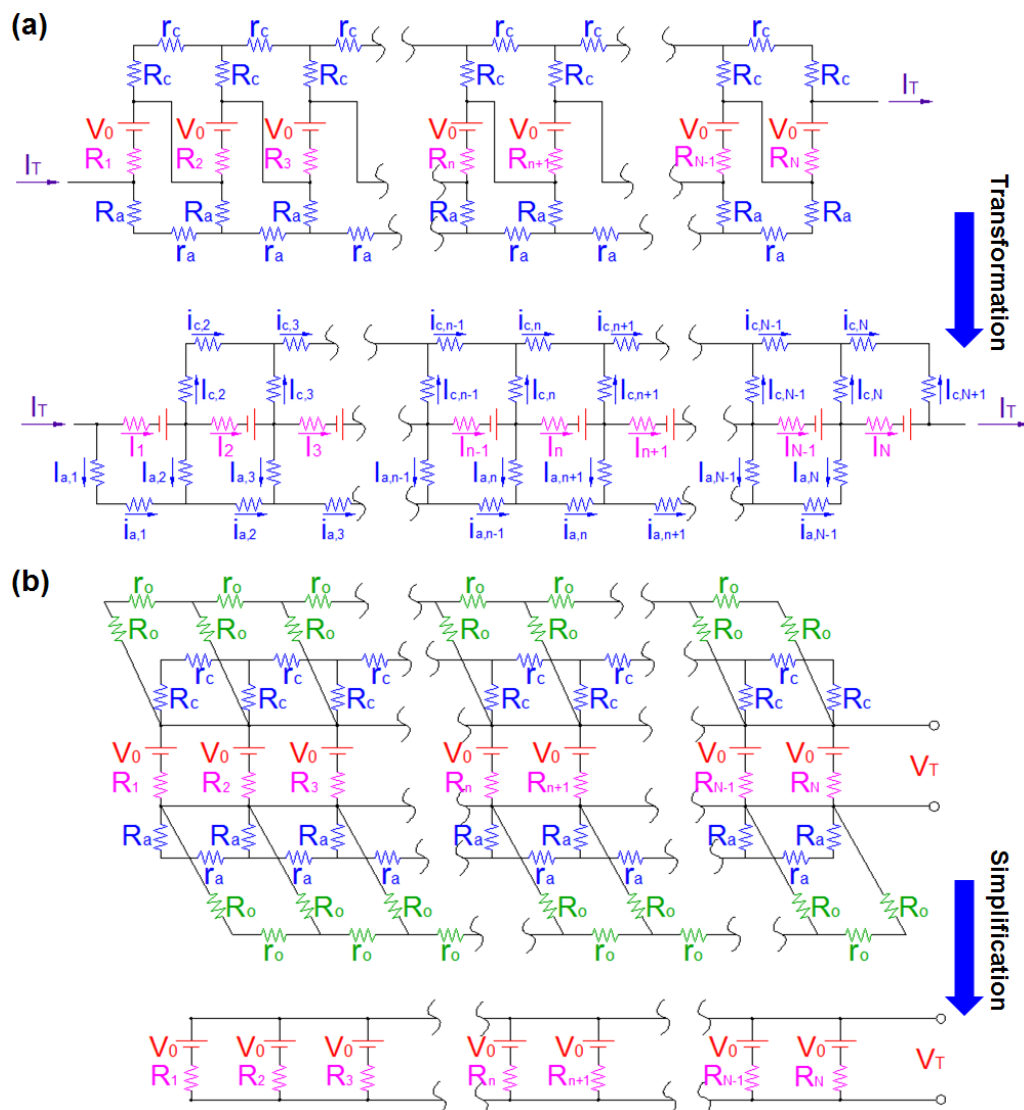 (a)
rc rc rc rc rc rc
Rc Rc Rc Rc Rc Rc Rc
IT
V0 V0 V0 V0 V0 V0 V0
R1 R2 R3 Rn Rn+1 RN-1 RN
IT
Ra Ra Ra Ra Ra Ra Ra
ra ra ra ra ra ra
Transformation
ic,2 ic,3 ic,n-1 ic,n ic,n+1 ic,N-1 ic,N
Ic,2 Ic,3 Ic,n-1 Ic,n Ic,n+1 Ic,N-1 Ic,N Ic,N+1
IT IT
I1 I2 I3 In-1 In In+1 IN-1 IN
Ia,1 Ia,2 Ia,3 Ia,n-1 Ia,n Ia,n+1 Ia,N-1 Ia,N
ia,1 ia,2 ia,3 ia,n-1 ia,n ia,n+1 ia,N-1
(b)
ro ro ro ro ro ro
Ro Ro Ro Ro Ro Ro Ro
rc rc rc rc rc rc
Rc Rc Rc Rc Rc Rc Rc
V0 V0 V0 V0 V0 V0 V0 VT
R1 R2 R3 Rn Rn+1 RN-1 RN
Ra Ra Ra Ra Ra Ra Ra
ra ra ra ra ra ra
Ro Ro Ro Ro Ro Ro Ro
ro ro ro ro ro ro
Simplification
V0 V0 V0 V0 V0 V0 V0 VT
R1 R2 R3 Rn Rn+1 RN-1 RN